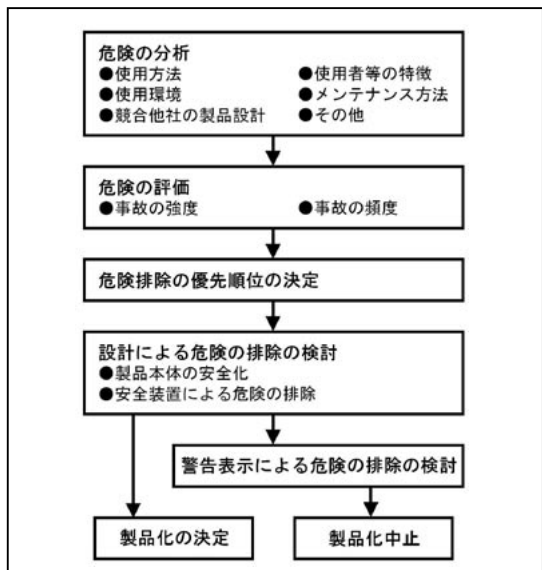 危険の分析
●使用方法 ●使用者等の特徴
●使用環境 ●メンテナンス方法
●競合他社の製品設計 ●その他
危険の評価
●事故の強度 ●事故の頻度
危険排除の優先順位の決定
設計による危険の排除の検討
●製品本体の安全化
●安全装置による危険の排除
警告表示による危険の排除の検討
製品化の決定 製品化中止